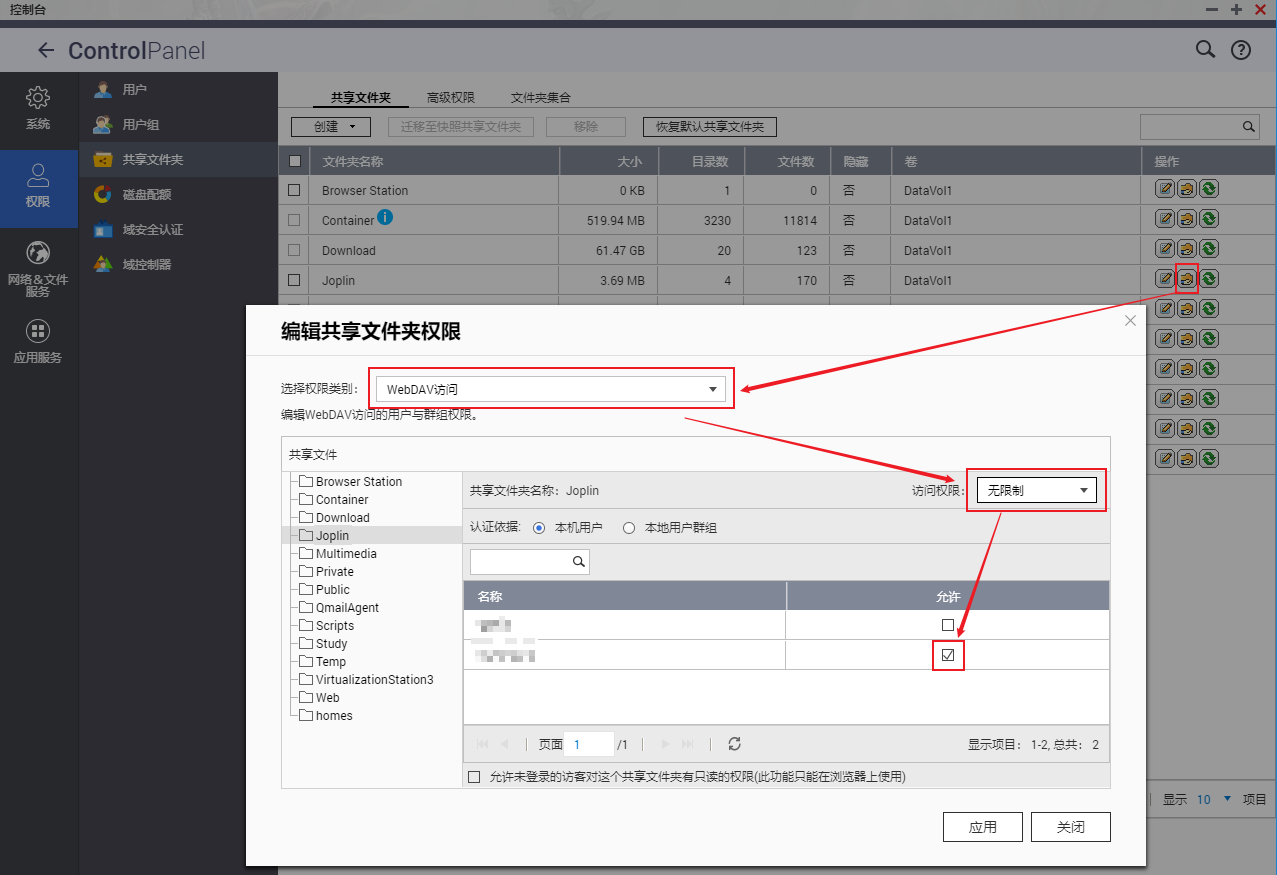 控制台
ControlPanel
系统
权限
网络&文件
服务
应用服务
用户
用户组
共享文件夹
磁盘配额
域安全认证
域控制器
共享文件夹 高级权限 文件夹集合
创建 迁移至快照共享文件夹 移除 恢复默认共享文件夹
文件夹名称 大小 目录数 文件数 隐藏 卷 操作
Browser Station 0 KB 1 0 否 DataVol1
Container 519.94 MB 3230 11814 否 DataVol1
Download 61.47 GB 20 123 否 DataVol1
Joplin 3.69 MB 4 170 否 DataVol1
编辑共享文件夹权限
选择权限类别: WebDAV访问
编辑WebDAV访问的用户与群组权限。
共享文件
Browser Station
Container
Download
Joplin
Multimedia
Private
Public
QmailAgent
Scripts
Study
Temp
VirtualizationStation3
Web
homes
共享文件夹名称: Joplin 访问权限: 无限制
认证依据: 本机用户 本地用户群组
名称 允许
页面 1 /1 显示项目: 1-2, 总共: 2
允许未登录的访客对这个共享文件夹有只读的权限(此功能只能在浏览器上使用)
应用 关闭
显示 10 项目